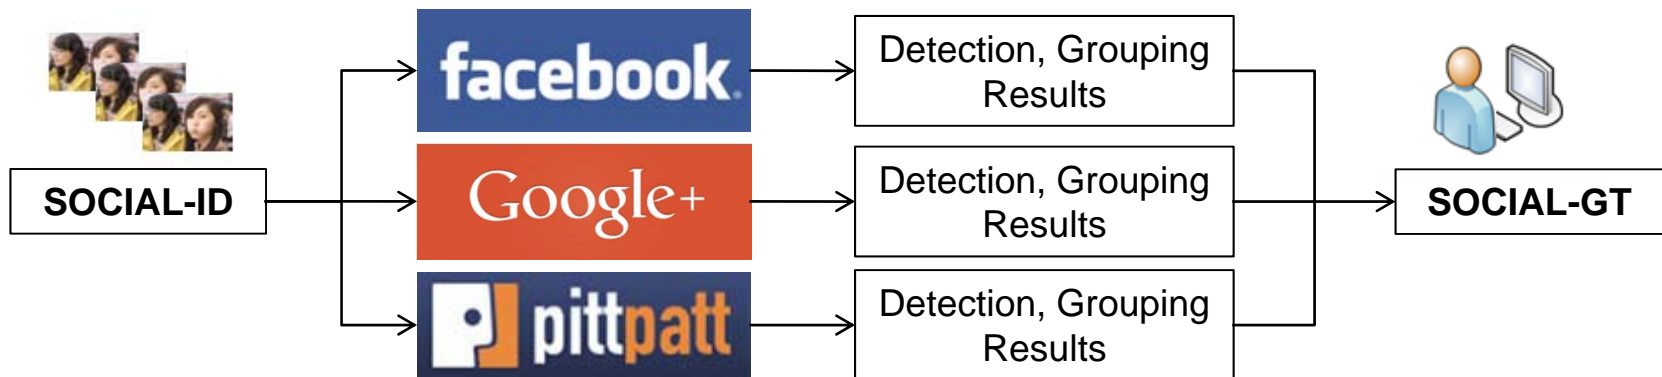 SOCIAL-ID
facebook.
Detection, Grouping
Results
Google+
Detection, Grouping
Results
pittpatt
Detection, Grouping
Results
SOCIAL-GT